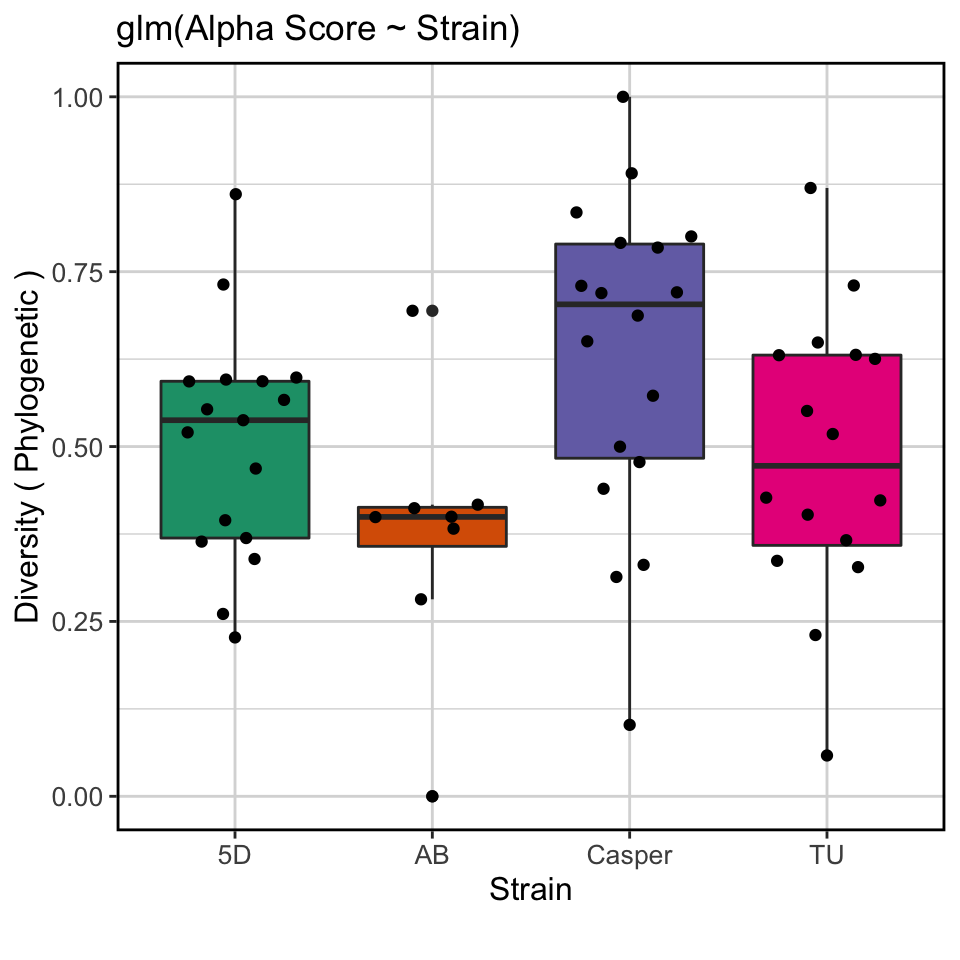 glm(Alpha Score ~ Strain)
Diversity ( Phylogenetic )
1.00
0.75
0.50
0.25
0.00
5D AB Casper TU
Strain